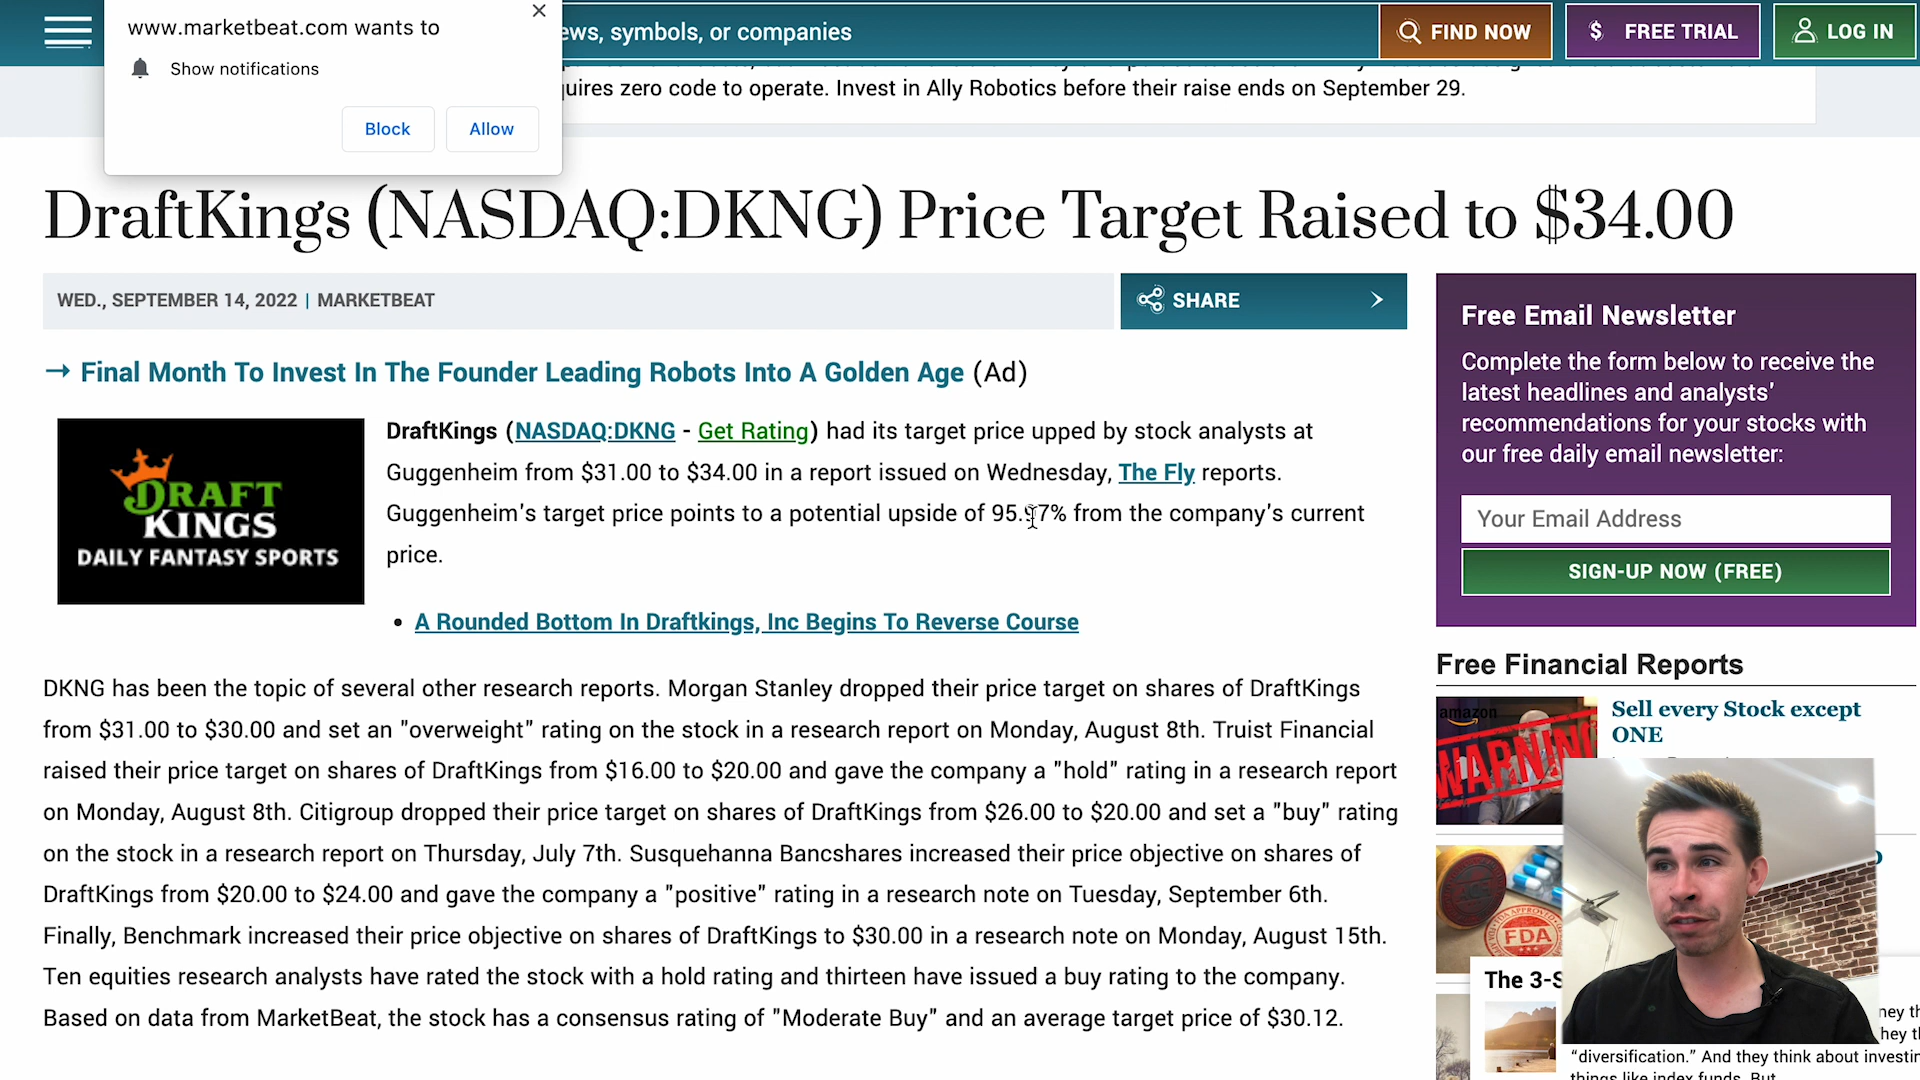 www.marketbeat.com wants to
Show notifications
Block
Allow
ews, symbols, or companies
FIND NOW
$ FREE TRIAL
LOG IN
uires zero code to operate. Invest in Ally Robotics before their raise ends on September 29.
DraftKings (NASDAQ:DKNG) Price Target Raised to $34.00
WED., SEPTEMBER 14, 2022 | MARKETBEAT
SHARE
→ Final Month To Invest In The Founder Leading Robots Into A Golden Age (Ad)
DRAFT
KINGS
DAILY FANTASY SPORTS
DraftKings (NASDAQ:DKNG - Get Rating) had its target price upped by stock analysts at
Guggenheim from $31.00 to $34.00 in a report issued on Wednesday, The Fly reports.
Guggenheim's target price points to a potential upside of 95.97% from the company's current
price.
• A Rounded Bottom In Draftkings, Inc Begins To Reverse Course
DKNG has been the topic of several other research reports. Morgan Stanley dropped their price target on shares of DraftKings
from $31.00 to $30.00 and set an "overweight" rating on the stock in a research report on Monday, August 8th. Truist Financial
raised their price target on shares of DraftKings from $16.00 to $20.00 and gave the company a "hold" rating in a research report
on Monday, August 8th. Citigroup dropped their price target on shares of DraftKings from $26.00 to $20.00 and set a "buy" rating
on the stock in a research report on Thursday, July 7th. Susquehanna Bancshares increased their price objective on shares of
DraftKings from $20.00 to $24.00 and gave the company a "positive" rating in a research note on Tuesday, September 6th.
Finally, Benchmark increased their price objective on shares of DraftKings to $30.00 in a research note on Monday, August 15th.
Ten equities research analysts have rated the stock with a hold rating and thirteen have issued a buy rating to the company.
Based on data from MarketBeat, the stock has a consensus rating of "Moderate Buy" and an average target price of $30.12.
Free Email Newsletter
Complete the form below to receive the
latest headlines and analysts'
recommendations for your stocks with
our free daily email newsletter:
Your Email Address
SIGN-UP NOW (FREE)
Free Financial Reports
amazon
WARNING
Sell every Stock except
ONE
FDA
The 3-S
ney th
hey th
"diversification." And they think about investin
things like index funds. But